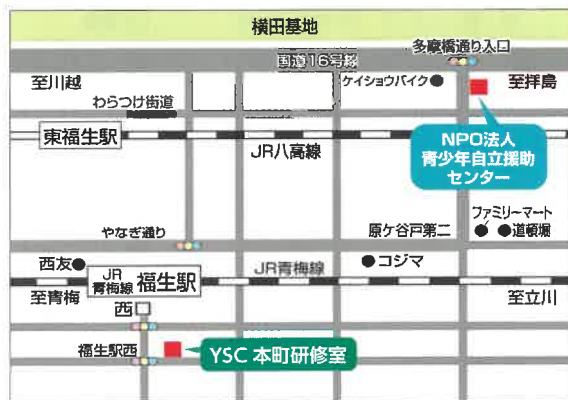 横田基地
多摩橋通り入口
国道16号線
至川越
ケイショウバイク
至拝島
わらつけ街道
東福生駅
NPO法人
青少年自立援助
センター
JR八高線
ファミリーマート
道頓堀
やなぎ通り
原ケ谷戸第二
西友
JR
青梅線
福生駅
JR青梅線
コジマ
至青梅
至立川
西口
福生駅西
YSC 本町研修室